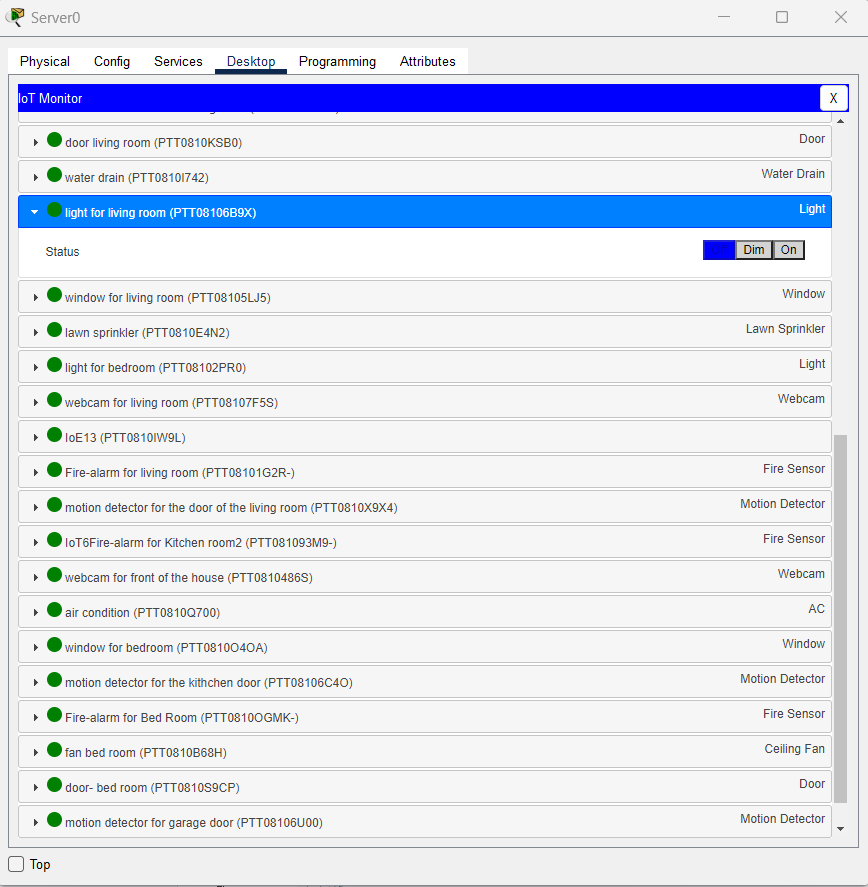 Server0
Physical Config Services Desktop Programming Attributes
IoT Monitor X
door living room (PTT0810KSB0) Door
water drain (PTT0810I742) Water Drain
light for living room (PTT08106B9X) Light
Status Dim On
window for living room (PTT08105LJ5) Window
lawn sprinkler (PTT0810E4N2) Lawn Sprinkler
light for bedroom (PTT08102PR0) Light
webcam for living room (PTT08107F5S) Webcam
IoE13 (PTT0810IW9L)
Fire-alarm for living room (PTT08101G2R-) Fire Sensor
motion detector for the door of the living room (PTT0810X9X4) Motion Detector
IoT6Fire-alarm for Kitchen room2 (PTT081093M9-) Fire Sensor
webcam for front of the house (PTT0810486S) Webcam
air condition (PTT0810Q700) AC
window for bedroom (PTT0810O4OA) Window
motion detector for the kithchen door (PTT08106C4O) Motion Detector
Fire-alarm for Bed Room (PTT0810OGMK-) Fire Sensor
fan bed room (PTT0810B68H) Ceiling Fan
door- bed room (PTT0810S9CP) Door
motion detector for garage door (PTT08106U00) Motion Detector
Top